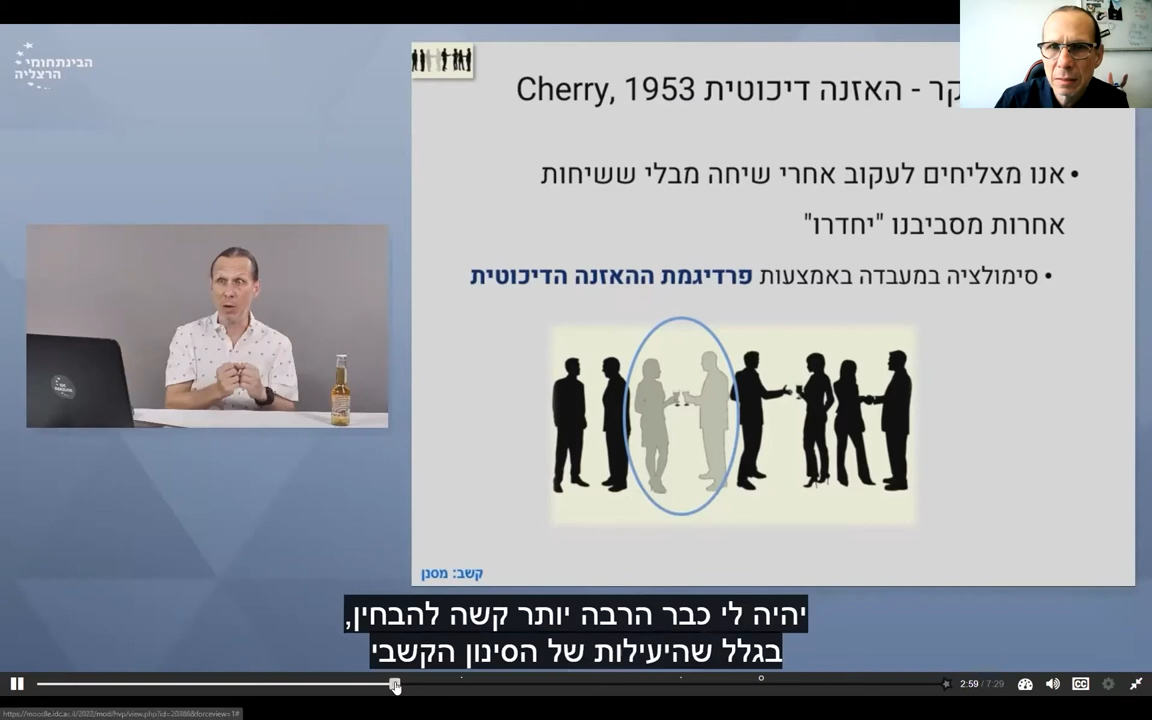 הבינתחומי
הרצליה
קר - האזנה דיכוטית Cherry, 1953
• אנו מצליחים לעקוב אחרי שיחה מבלי ששיחות
אחרות מסביבנו "יחדרו"
• סימולציה במעבדה באמצעות פרדיגמת ההאזנה הדיכוטית
קשב: מסנן
יהיה לי כבר הרבה יותר קשה להבחין,
בגלל שהיעילות של הסינון הקשבי
2:59 / 7:29
CC